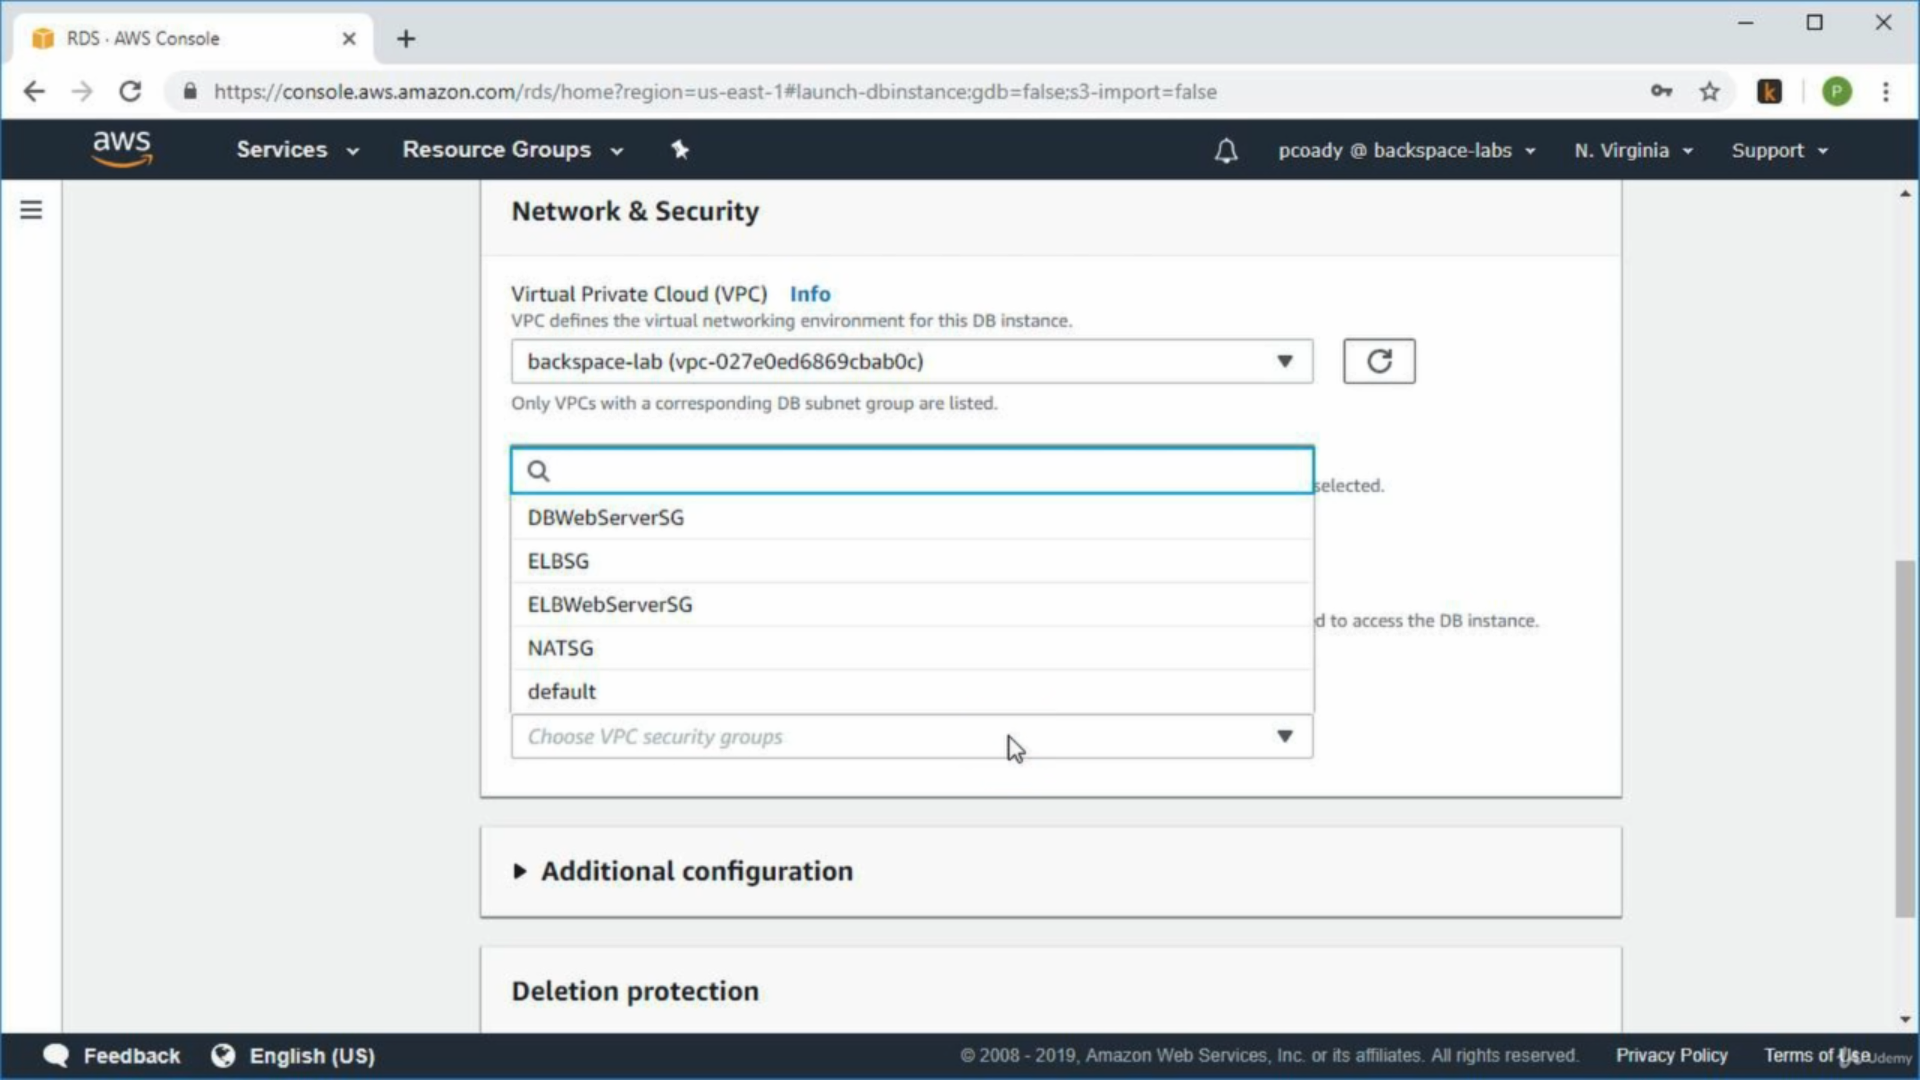 RDS · AWS Console
https://console.aws.amazon.com/rds/home?region=us-east-1#launch-dbinstance:gdb=false;s3-import=false
k
P
aws
Services
Resource Groups
pcoady @ backspace-labs
N. Virginia
Support
Network & Security
Virtual Private Cloud (VPC) Info
VPC defines the virtual networking environment for this DB instance.
backspace-lab (vpc-027e0ed6869cbab0c)
Only VPCs with a corresponding DB subnet group are listed.
selected.
DBWebServerSG
ELBSG
ELBWebServerSG
d to access the DB instance.
NATSG
default
Choose VPC security groups
Additional configuration
Deletion protection
Feedback
English (US)
© 2008 - 2019, Amazon Web Services, Inc. or its affiliates. All rights reserved.
Privacy Policy
Terms of Use
Udemy